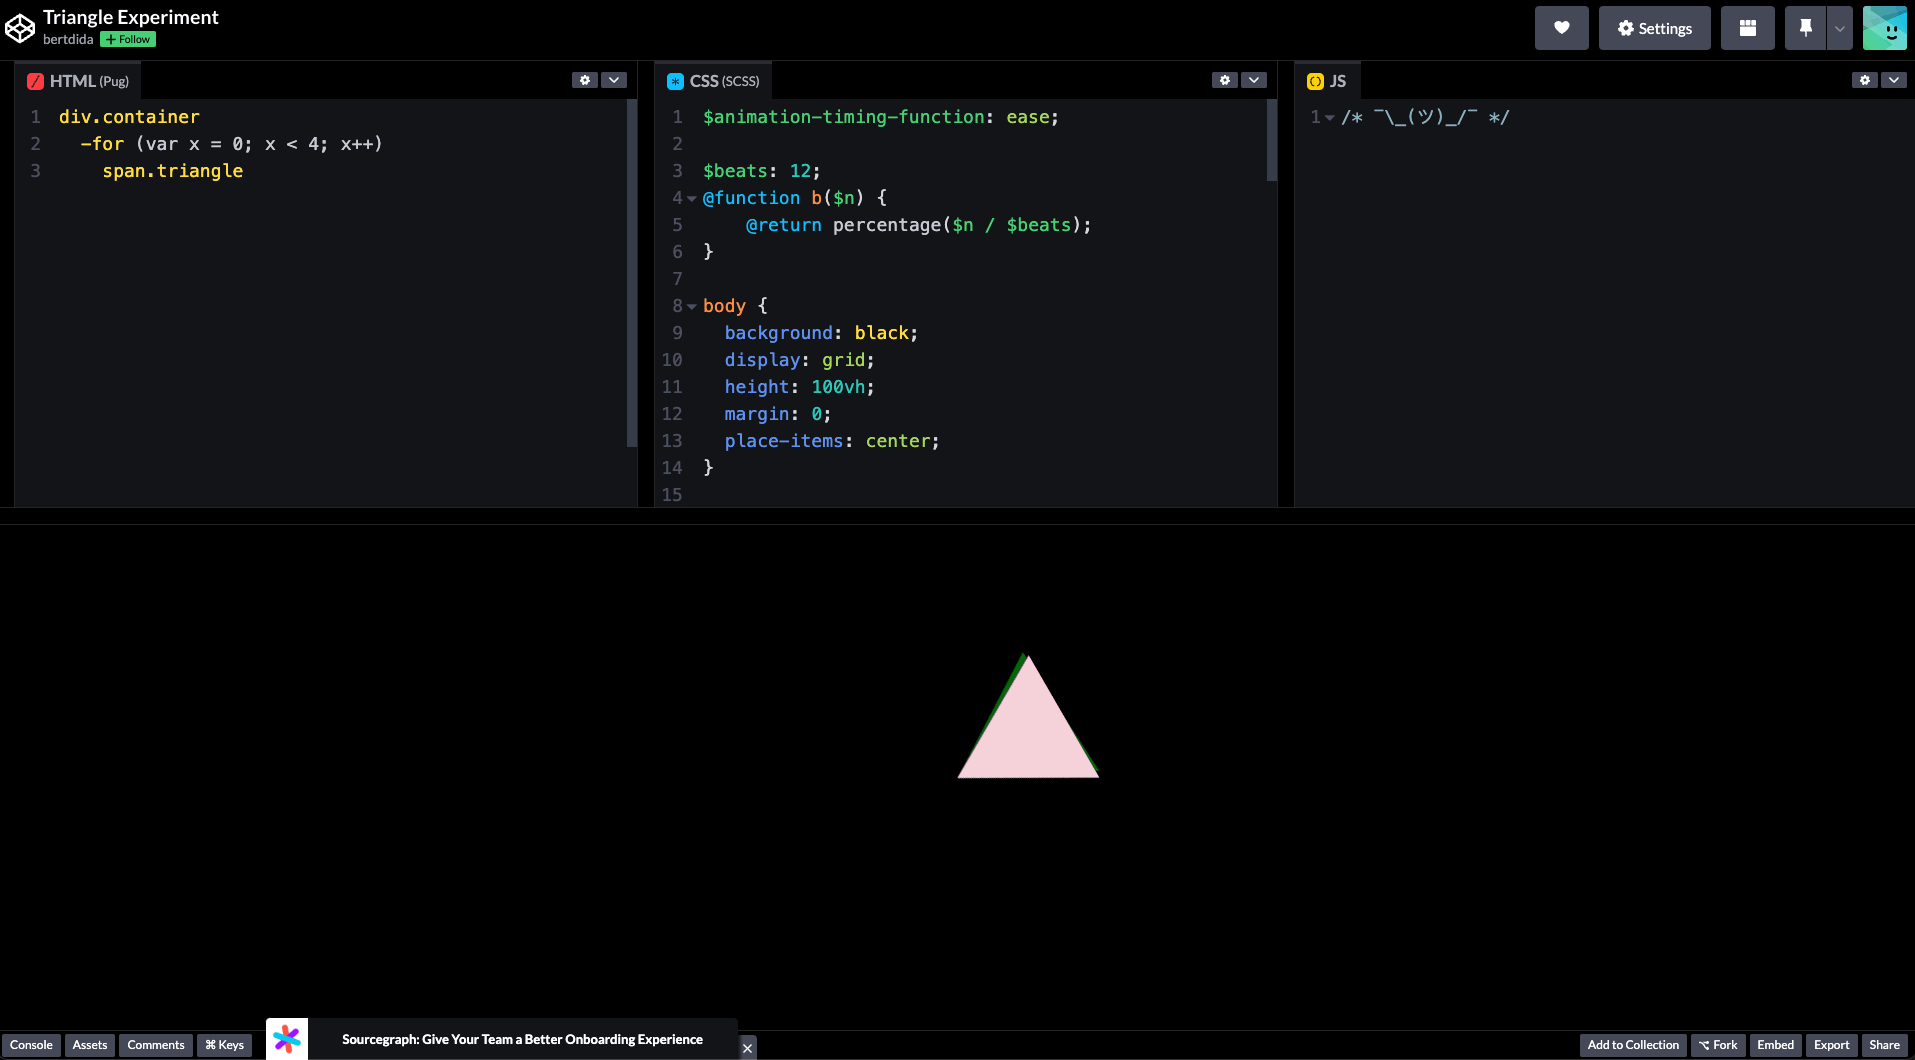 Triangle Experiment
bertdida + Follow
Settings
HTML (Pug)
1 div.container
2 -for (var x = 0; x < 4; x++)
3 span.triangle
CSS (SCSS)
1 $animation-timing-function: ease;
2
3 $beats: 12;
4 @function b($n) {
5 @return percentage($n / $beats);
6 }
7
8 body {
9 background: black;
10 display: grid;
11 height: 100vh;
12 margin: 0;
13 place-items: center;
14 }
15
JS
1 /* ¯\_(ツ)_/¯ */
Console Assets Comments ⌘ Keys
Sourcegraph: Give Your Team a Better Onboarding Experience
Add to Collection Fork Embed Export Share